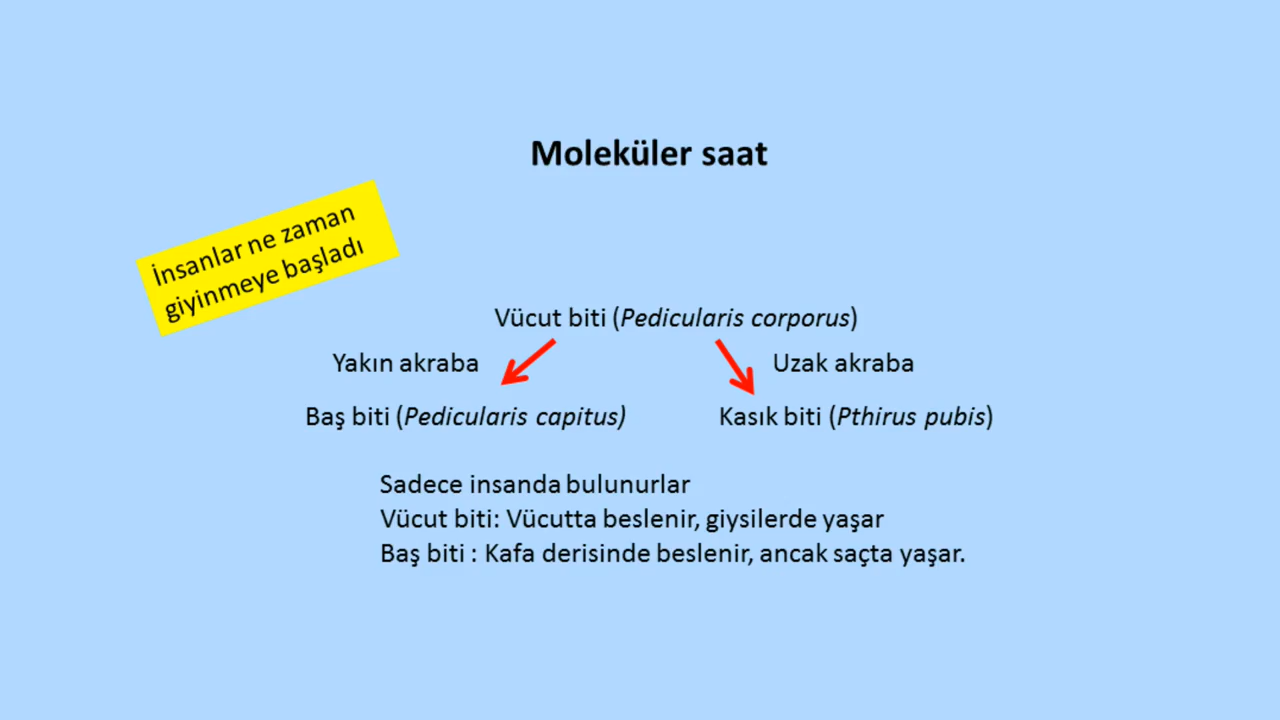 Moleküler saat
İnsanlar ne zaman
giyinmeye başladı
Vücut biti (Pedicularis corporus)
Yakın akraba
Uzak akraba
Baş biti (Pedicularis capitus)
Kasık biti (Pthirus pubis)
Sadece insanda bulunurlar
Vücut biti: Vücutta beslenir, giysilerde yaşar
Baş biti : Kafa derisinde beslenir, ancak saçta yaşar.